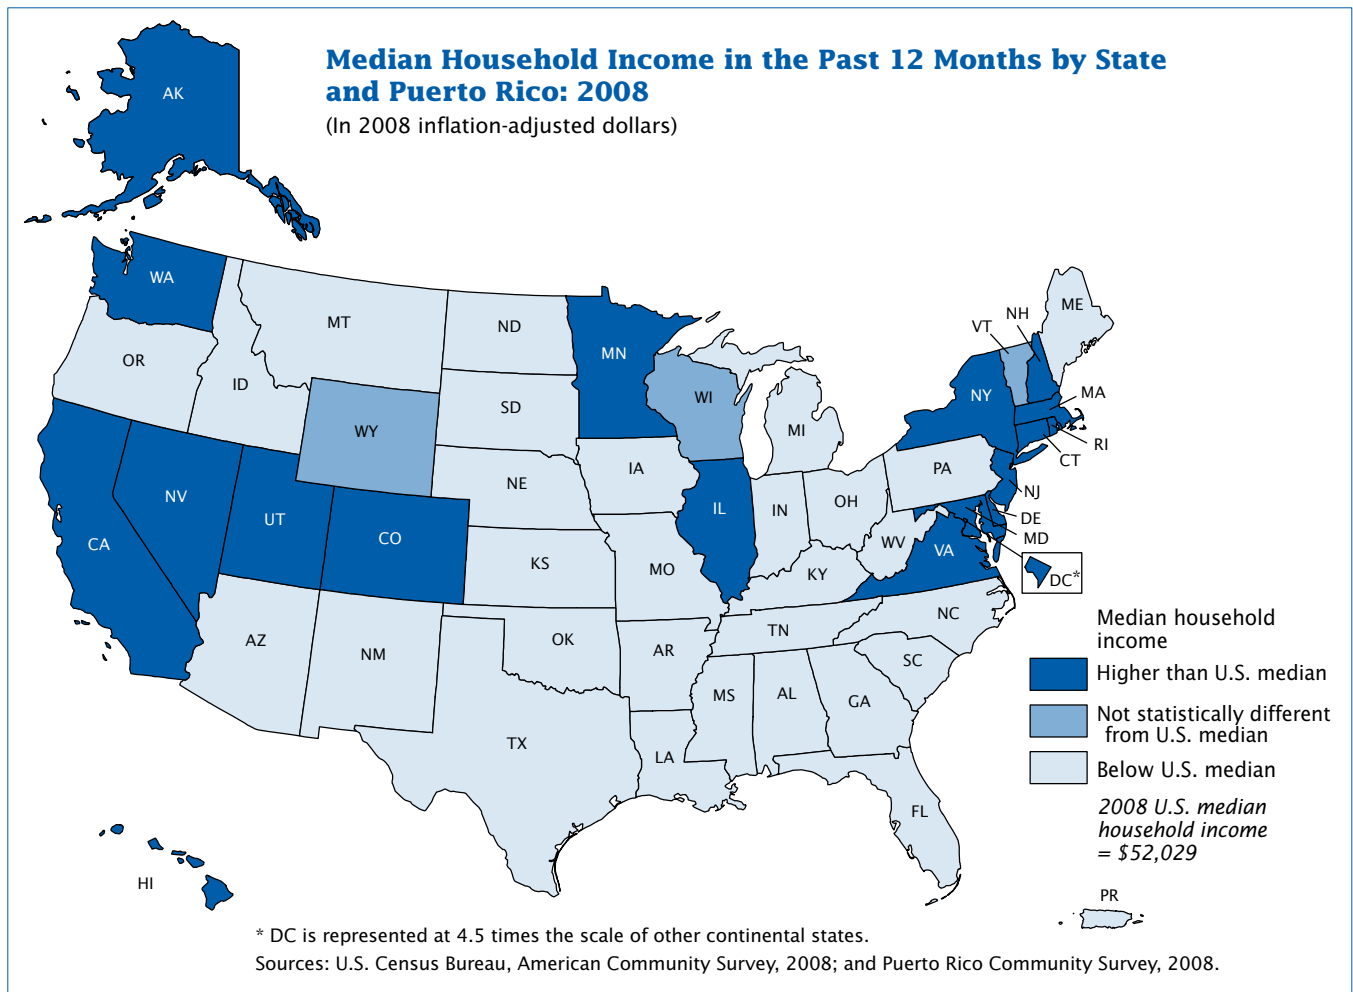 Median Household Income in the Past 12 Months by State
and Puerto Rico: 2008
(In 2008 inflation-adjusted dollars)
AK
WA
MT
ND
MN
OR
ID
WY
SD
WI
MI
NY
VT
NH
ME
MA
RI
CT
NJ
DE
MD
DC*
PA
IA
NE
NV
UT
CO
CA
IL
IN
OH
WV
VA
KS
MO
KY
NC
TN
SC
AZ
NM
OK
AR
MS
AL
GA
TX
LA
FL
HI
PR
Median household
income
Higher than U.S. median
Not statistically different
from U.S. median
Below U.S. median
2008 U.S. median
household income
= $52,029
* DC is represented at 4.5 times the scale of other continental states.
Sources: U.S. Census Bureau, American Community Survey, 2008; and Puerto Rico Community Survey, 2008.